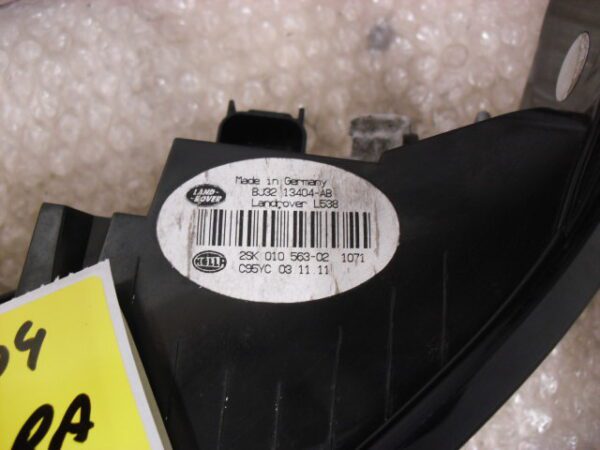 Made in Germany
BJ32 13404-AB
LAND-
-ROVER
Landrover L538
HELLA
2SK 010 563-02 1071
C95YC 03 11 11